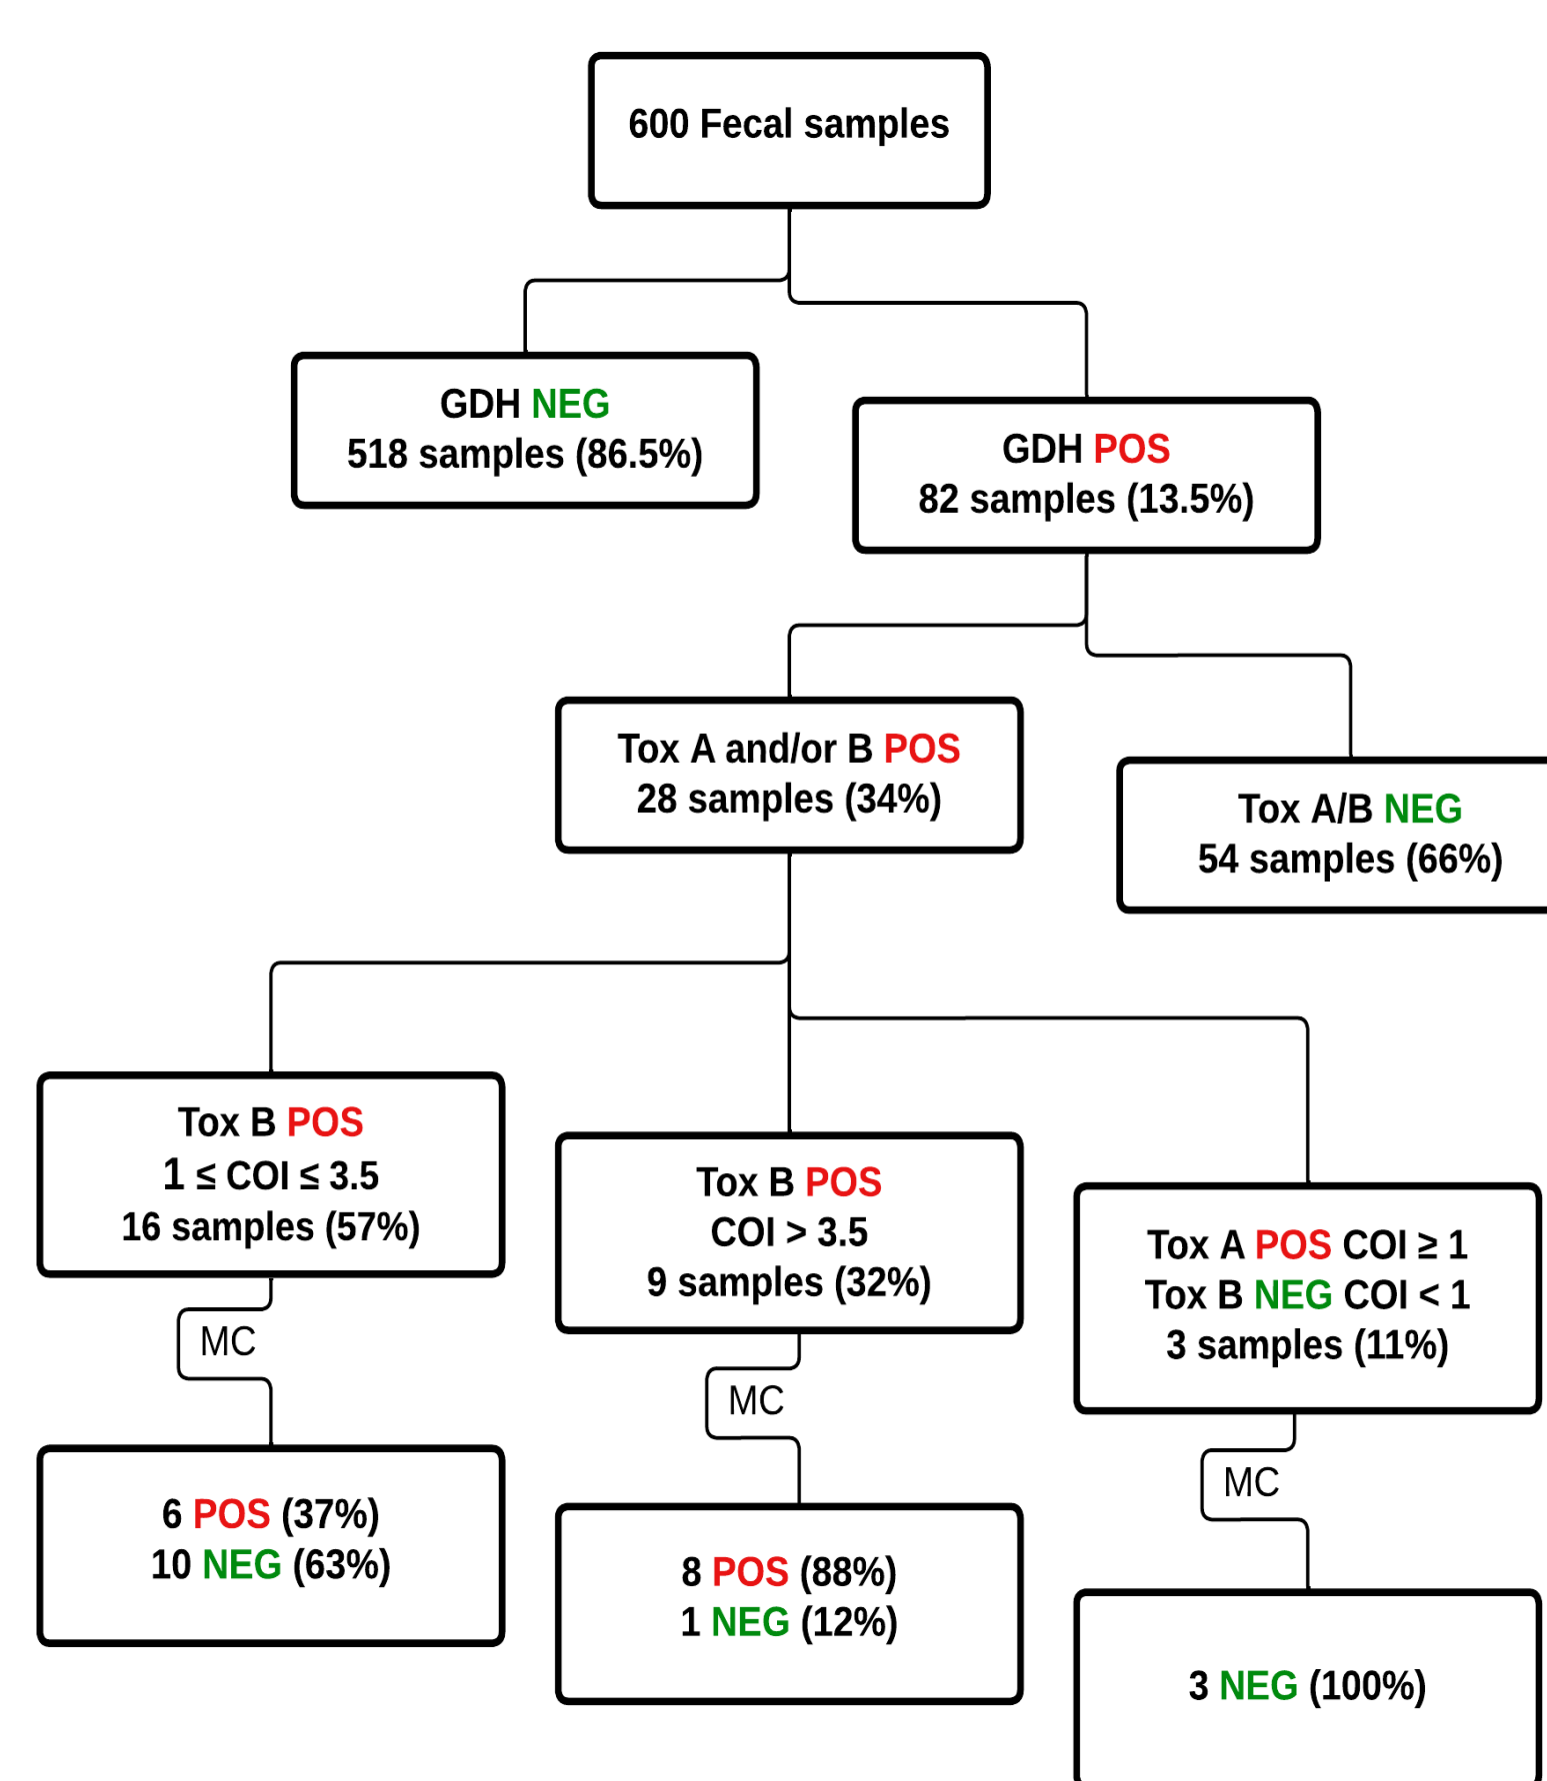 600 Fecal samples
GDH NEG
518 samples (86.5%)
GDH POS
82 samples (13.5%)
Tox A and/or B POS
28 samples (34%)
Tox A/B NEG
54 samples (66%)
Tox B POS
1 ≤ COI ≤ 3.5
16 samples (57%)
Tox B POS
COI > 3.5
9 samples (32%)
Tox A POS COI ≥ 1
Tox B NEG COI < 1
3 samples (11%)
MC
MC
MC
6 POS (37%)
10 NEG (63%)
8 POS (88%)
1 NEG (12%)
3 NEG (100%)